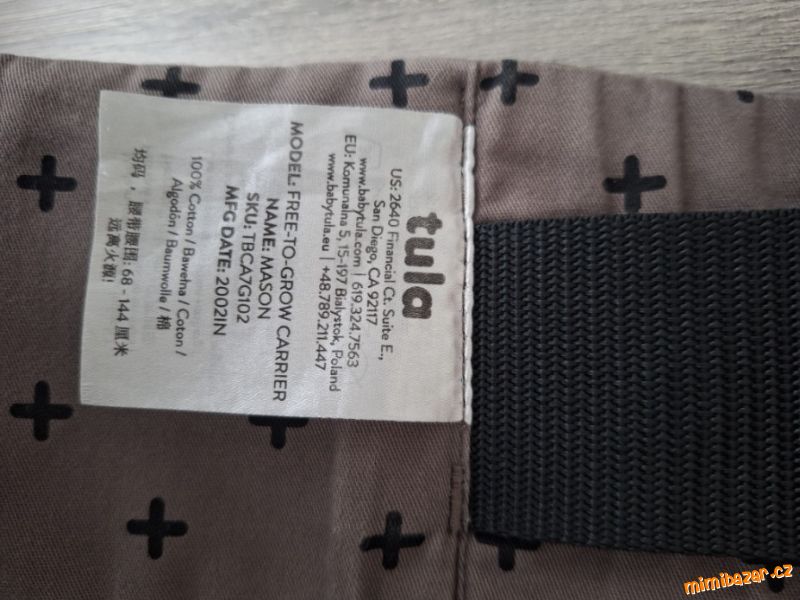 tula
US: 2640 Financial Ct. Suite E.,
San Diego, CA 92117
www.babytula.com | 619.324.7563
EU: Komunalna 5, 15-197 Bialystok, Poland
www.babytula.eu | +48.789.211.447
MODEL: FREE-TO-GROW CARRIER
NAME: MASON
SKU: TBCA7G102
MFG DATE: 2002IN
100% Cotton / Bawełna / Coton /
Algodón / Baumwolle / 棉
均码，腰带腰围: 68 - 144 厘米
远离火源!
mimibazar.cz